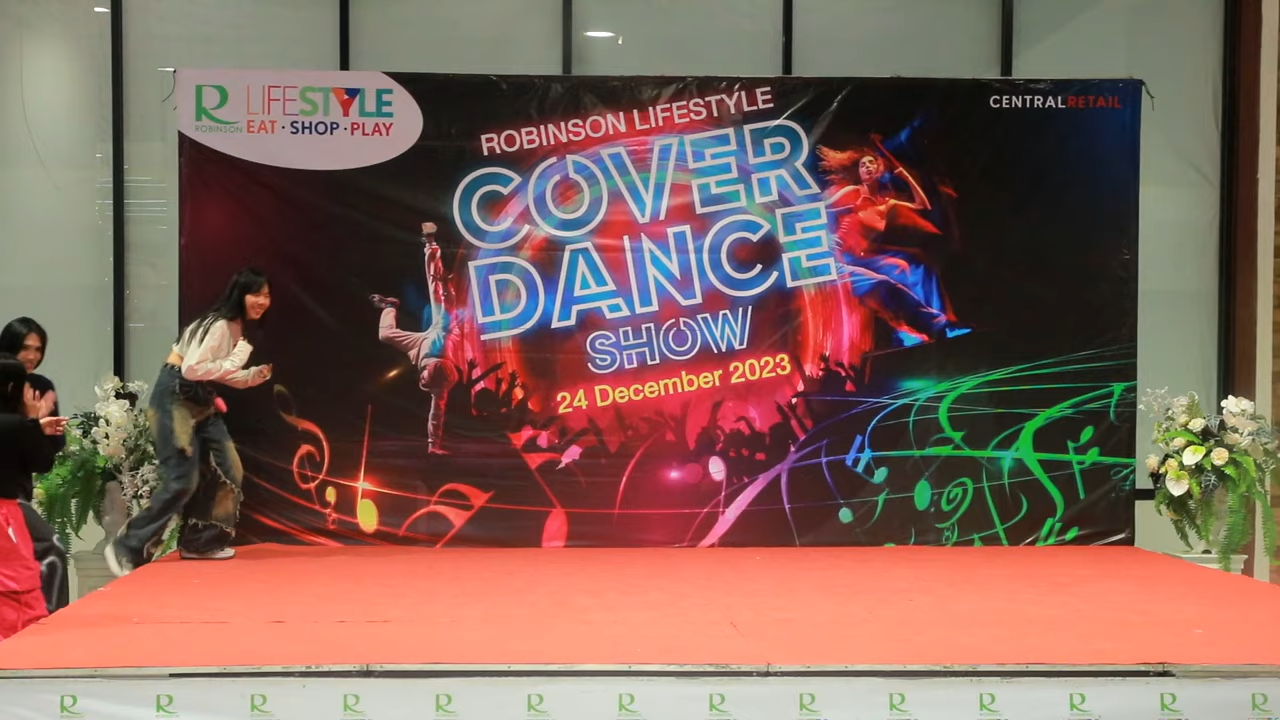 R
ROBINSON
LIFESTYLE
EAT · SHOP · PLAY
CENTRALRETAIL
ROBINSON LIFESTYLE
COVER
DANCE
SHOW
24 December 2023
R R R R R R R R R R R R R R